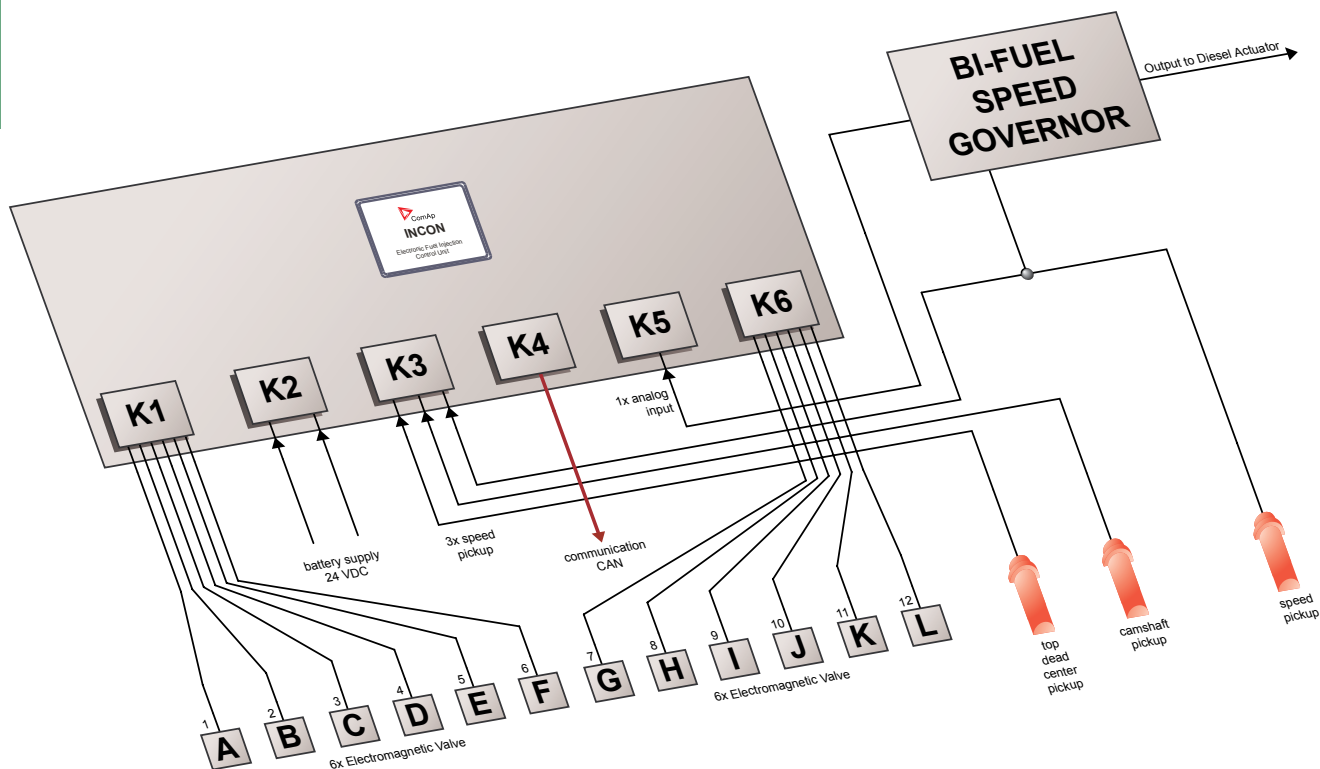 BI-FUEL
SPEED
GOVERNOR
Output to Diesel Actuator
ComAp
INCON
Electronic Fuel Injection
Control Unit
K1
K2
K3
K4
K5
K6
1x analog
input
battery supply
24 VDC
3x speed
pickup
communication
CAN
1
2
3
4
5
6
7
8
9
10
11
12
A
B
C
D
E
F
G
H
I
J
K
L
6x Electromagnetic Valve
6x Electromagnetic Valve
top
dead
center
pickup
camshaft
pickup
speed
pickup